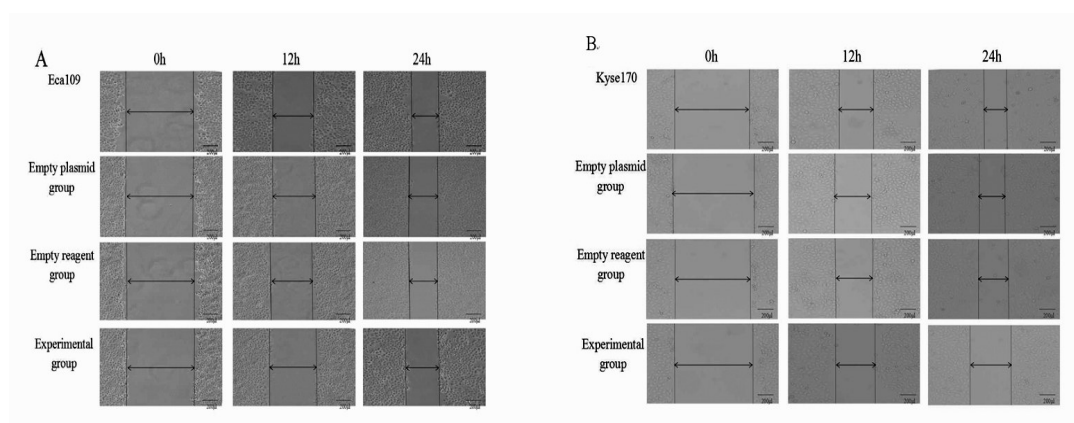 A
0h
12h
24h
Eca109
Empty plasmid
group
Empty reagent
group
Experimental
group
B
0h
12h
24h
Kyse170
Empty plasmid
group
Empty reagent
group
Experimental
group